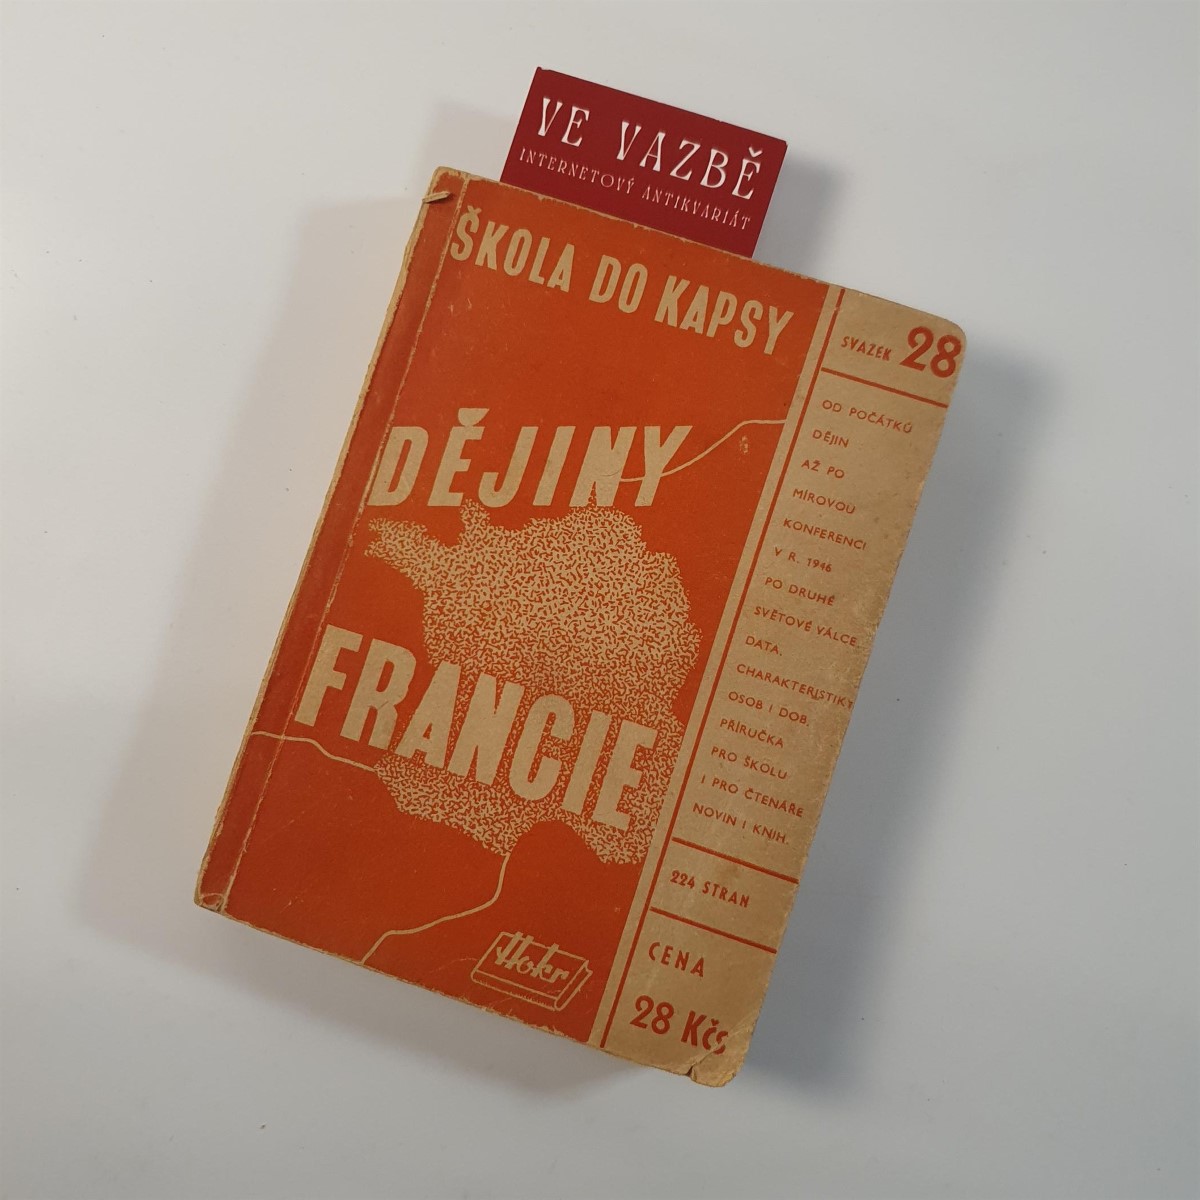 VE VAZBĚ
INTERNETOVÝ ANTIKVARIÁT
ŠKOLA DO KAPSY
DĚJINY
FRANCIE
Hokr
SVAZEK 28
OD POČÁTKŮ
DĚJIN
AŽ PO
MÍROVOU
KONFERENCI
V R. 1946
PO DRUHÉ
SVĚTOVÉ VÁLCE.
DATA,
CHARAKTERISTIKY
OSOB I DOB.
PŘÍRUČKA
PRO ŠKOLU
I PRO ČTENÁŘE
NOVIN I KNIH.
224 STRAN
CENA
28 Kčs